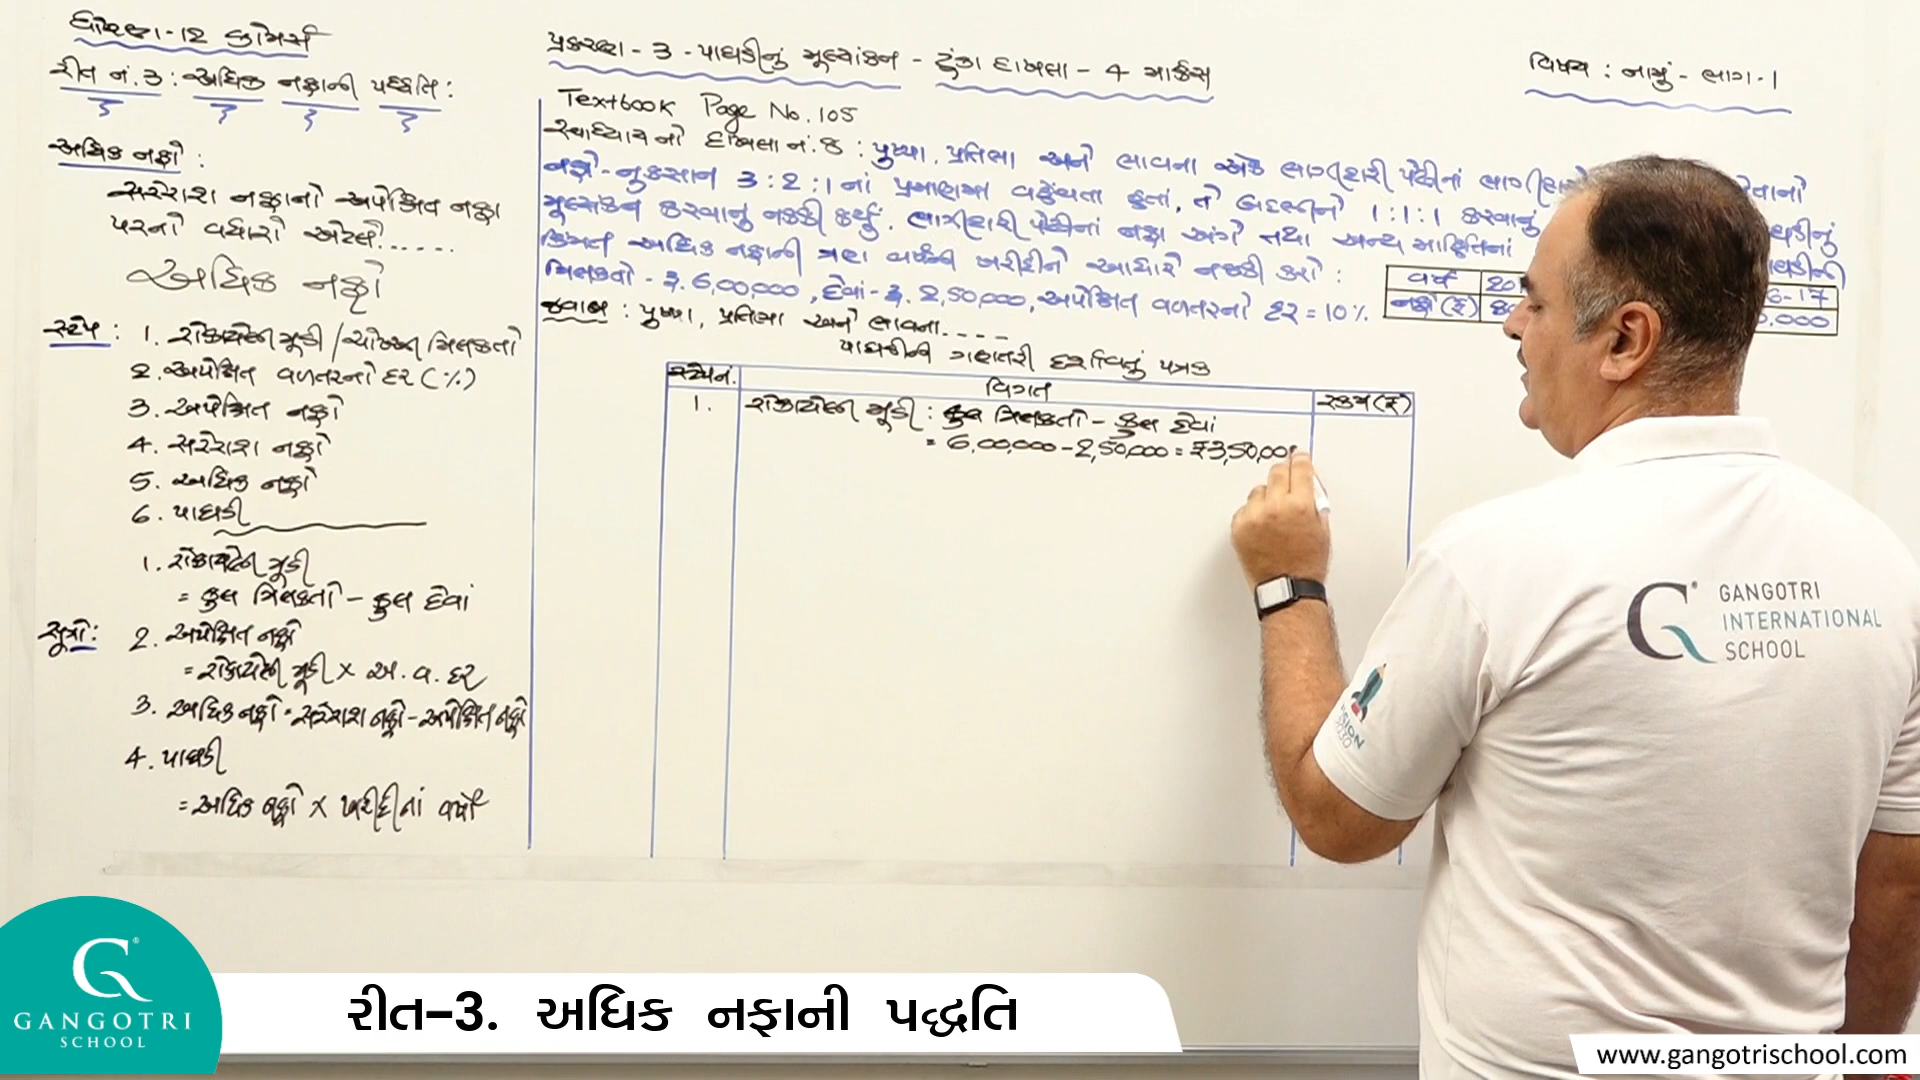 ધોરણ-12 કોમર્સ
રીત નં. 3 : અધિક નફાની પદ્ધતિ :
અધિક નફો :
સરેરાશ નફાનો અપેક્ષિત નફા
પરનો વધારો એટલે.....
અધિક નફો
સ્ટેપ : 1. રોકાયેલી મૂડી / ચોખ્ખી મિલકતો
2. અપેક્ષિત વળતરનો દર (%)
3. અપેક્ષિત નફો
4. સરેરાશ નફો
5. અધિક નફો
6. પાઘડી
1. રોકાયેલી મૂડી
= કુલ મિલકતો - કુલ દેવાં
સૂત્રો : 2. અપેક્ષિત નફો
= રોકાયેલી મૂડી × અ. વ. દર
3. અધિક નફો = સરેરાશ નફો - અપેક્ષિત નફો
4. પાઘડી
= અધિક નફો × ખરીદીનાં વર્ષો
પ્રકરણ - 3 - પાઘડીનું મૂલ્યાંકન - ટૂંકા દાખલા - 4 માર્કસ
વિષય : નામું - ભાગ-1
Textbook Page No. 105
સ્વાધ્યાયનો દાખલા નં. 8 : પુષ્પા, પ્રતિભા અને ભાવના એક ભાગીદારી પેઢીનાં
નફો-નુકસાન 3:2:1 નાં પ્રમાણમાં વહેંચતા હતાં, તે બદલીને 1:1:1 કરવાનું
મૂલ્યાંકન કરવાનું નક્કી કર્યું. ભાગીદારી પેઢીનાં નફા અંગે તથા અન્ય માહિતીનાં
કિંમત અધિક નફાની ત્રણ વર્ષની ખરીદીને આધારે નક્કી કરો :
મિલકતો - રૂ. 6,00,000, દેવાં - રૂ. 2,50,000, અપેક્ષિત વળતરનો દર = 10%.
વર્ષ 6-17
નફો (₹) 0,000
જવાબ : પુષ્પા, પ્રતિભા અને ભાવના....
પાઘડીની ગણતરી દર્શાવતું પત્રક
સ્ટેપ નં. વિગત રકમ (₹)
1. રોકાયેલી મૂડી : કુલ મિલકતો - કુલ દેવાં
= 6,00,000 - 2,50,000 = ₹3,50,00
GANGOTRI
INTERNATIONAL
SCHOOL
GANGOTRI
SCHOOL
રીત-3. અધિક નફાની પદ્ધતિ
www.gangotrischool.com